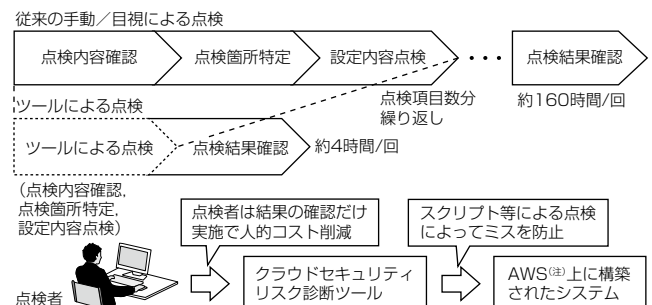 従来の手動／目視による点検
点検内容確認
点検箇所特定
設定内容点検
・・・
点検結果確認
点検項目数分
繰り返し
約160時間/回
ツールによる点検
ツールによる点検
点検結果確認
約4時間/回
（点検内容確認，
点検箇所特定，
設定内容点検）
点検者
点検者は結果の確認だけ
実施で人的コスト削減
スクリプト等による点検
によってミスを防止
クラウドセキュリティ
リスク診断ツール
AWS(注)上に構築
されたシステム